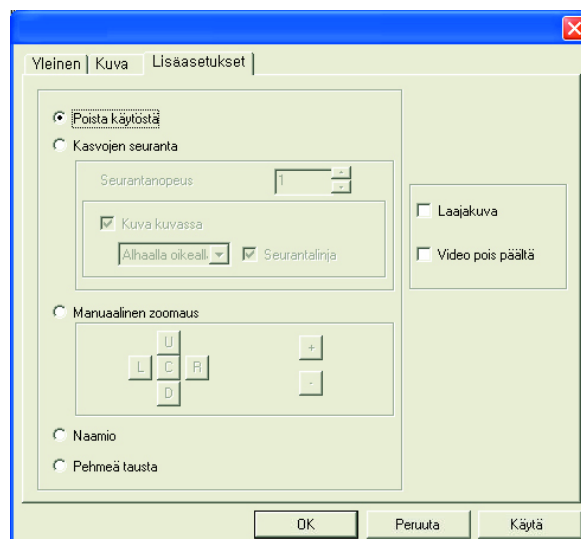 Yleinen Kuva Lisäasetukset
Poista käytöstä
Kasvojen seuranta
Seurantanopeus 1
Kuva kuvassa
Alhaalla oikeall Seurantalinja
Laajakuva
Video pois päältä
Manuaalinen zoomaus
U
L C R
D
+
-
Naamio
Pehmeä tausta
OK Peruuta Käytä